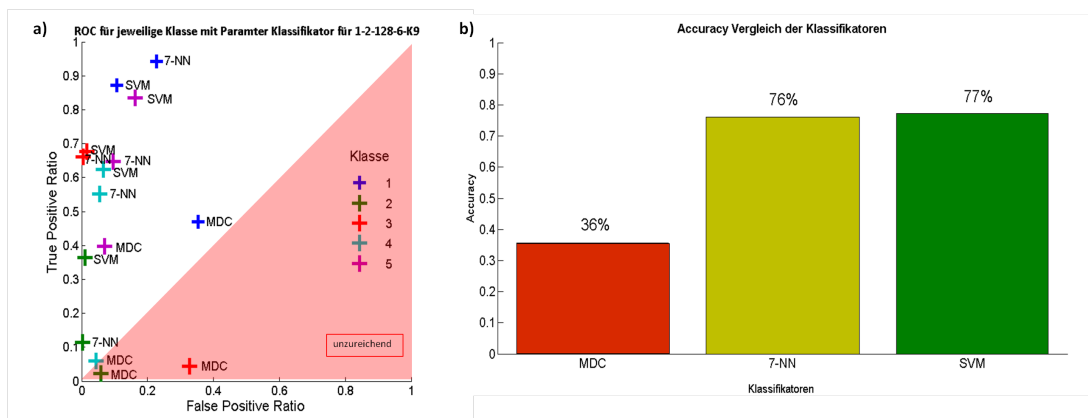 a)
ROC für jeweilige Klasse mit Paramter Klassifikator für 1-2-128-6-K9
1
0.9
0.8
0.7
0.6
0.5
0.4
0.3
0.2
0.1
0
True Positive Ratio
7-NN
SVM
SVM
SVM
7-NN
7-NN
SVM
7-NN
MDC
MDC
SVM
7-NN
MDC
MDC
MDC
Klasse
1
2
3
4
5
unzureichend
0
0.2
0.4
0.6
0.8
1
False Positive Ratio
b)
Accuracy Vergleich der Klassifikatoren
1
0.9
0.8
0.7
0.6
0.5
0.4
0.3
0.2
0.1
0
Accuracy
36%
76%
77%
MDC
7-NN
SVM
Klassifikatoren